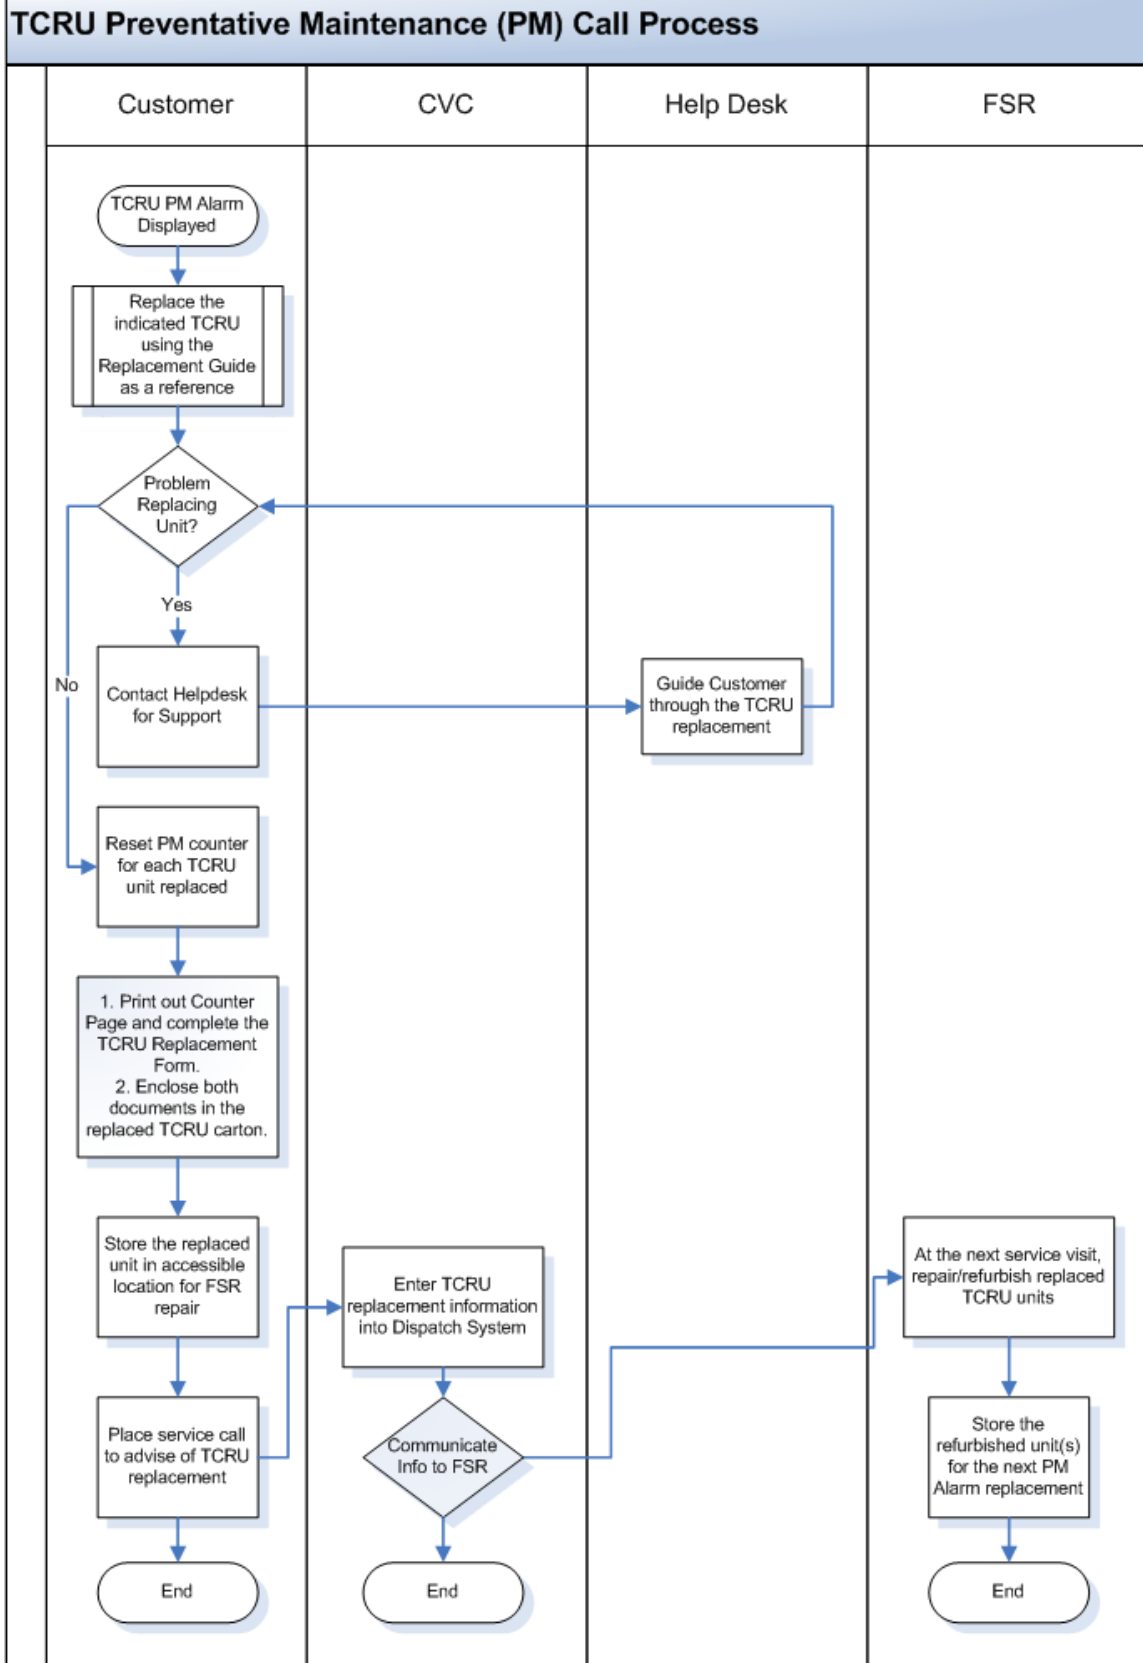 TCRU Preventative Maintenance (PM) Call Process
Customer
CVC
Help Desk
FSR
TCRU PM Alarm
Displayed
Replace the
indicated TCRU
using the
Replacement Guide
as a reference
Problem
Replacing
Unit?
Yes
No
Contact Helpdesk
for Support
Guide Customer
through the TCRU
replacement
Reset PM counter
for each TCRU
unit replaced
1. Print out Counter
Page and complete the
TCRU Replacement
Form.
2. Enclose both
documents in the
replaced TCRU carton.
Store the replaced
unit in accessible
location for FSR
repair
Place service call
to advise of TCRU
replacement
End
Enter TCRU
replacement information
into Dispatch System
Communicate
Info to FSR
End
At the next service visit,
repair/refurbish replaced
TCRU units
Store the
refurbished unit(s)
for the next PM
Alarm replacement
End